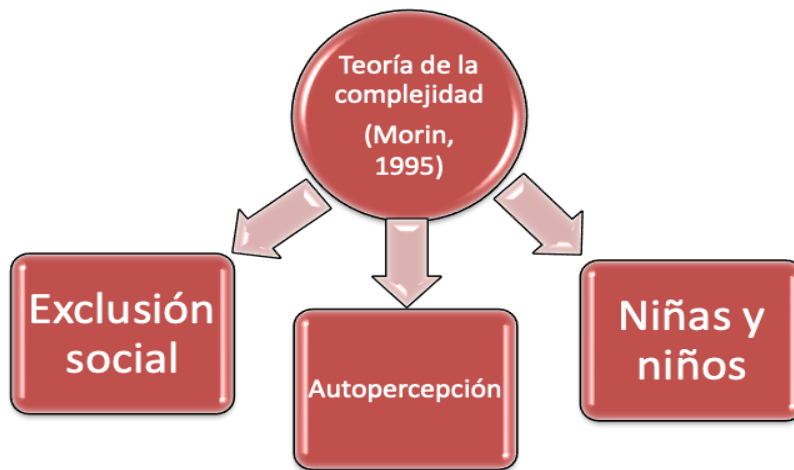 Teoría de la
complejidad
(Morin,
1995)
Exclusión
social
Autopercepción
Niñas y
niños